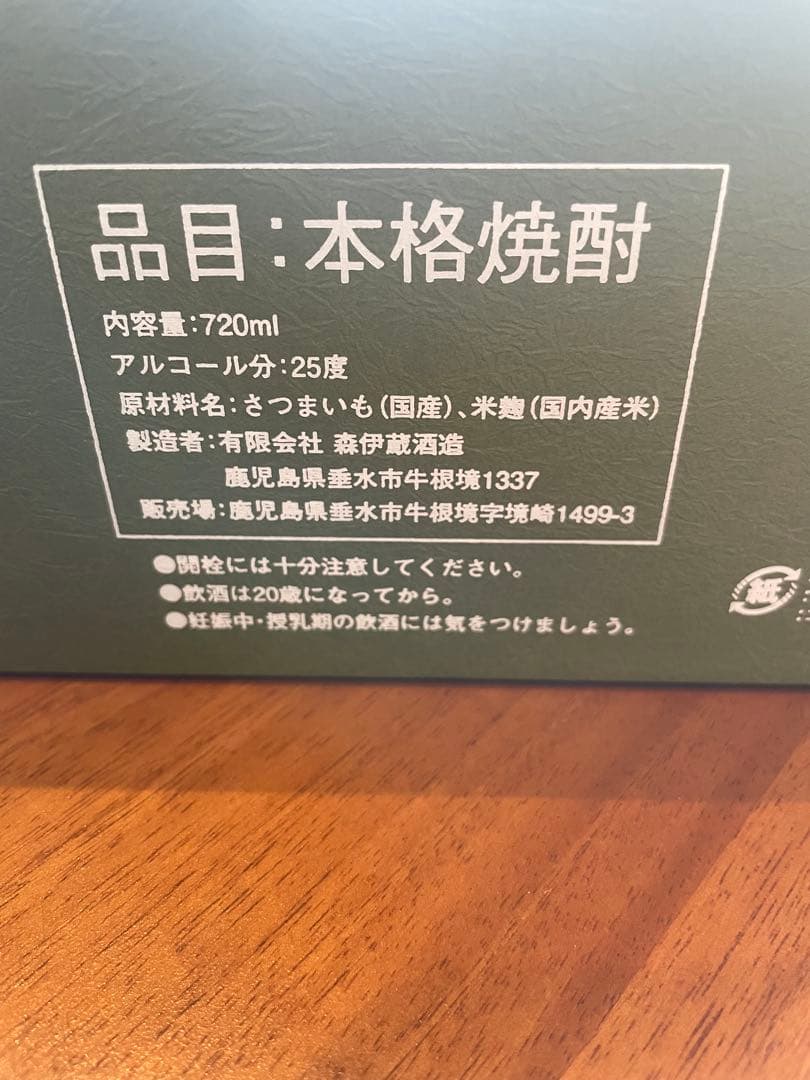 品目：本格焼酎
内容量：720ml
アルコール分：25度
原材料名：さつまいも(国産)、米麹(国内産米)
製造者：有限会社 森伊蔵酒造
鹿児島県垂水市牛根境1337
販売場：鹿児島県垂水市牛根境字境崎1499-3
●開栓には十分注意してください。
●飲酒は20歳になってから。
●妊娠中・授乳期の飲酒には気をつけましょう。
紙